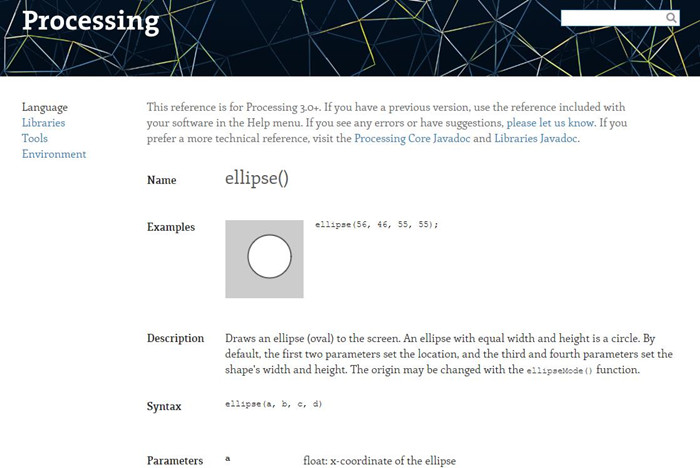 Processing
Language
Libraries
Tools
Environment
This reference is for Processing 3.0+. If you have a previous version, use the reference included with
your software in the Help menu. If you see any errors or have suggestions, please let us know. If you
prefer a more technical reference, visit the Processing Core Javadoc and Libraries Javadoc.
Name ellipse()
Examples ellipse(56, 46, 55, 55);
Description Draws an ellipse (oval) to the screen. An ellipse with equal width and height is a circle. By
default, the first two parameters set the location, and the third and fourth parameters set the
shape's width and height. The origin may be changed with the ellipseMode() function.
Syntax ellipse(a, b, c, d)
Parameters a float: x-coordinate of the ellipse